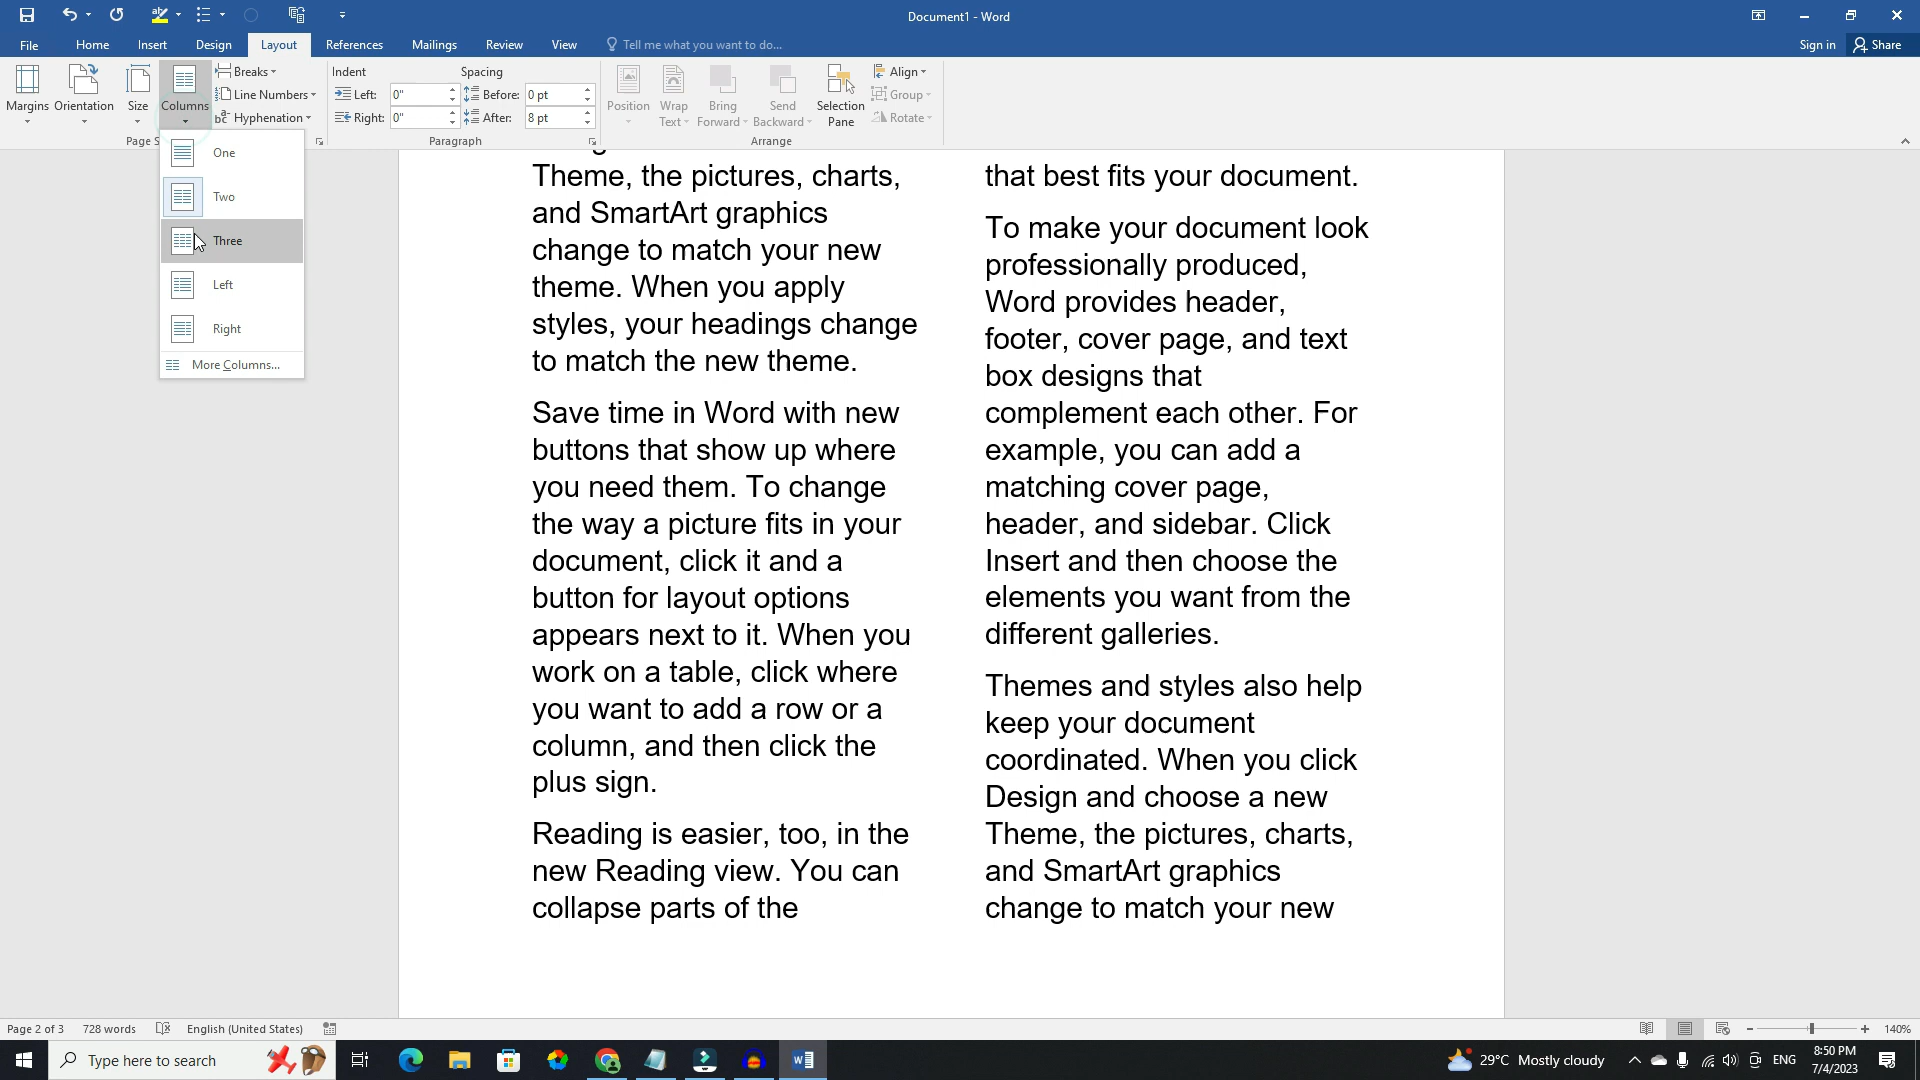 Document1 - Word
File Home Insert Design Layout References Mailings Review View Tell me what you want to do... Sign in Share
Margins Orientation Size Columns
Breaks
Line Numbers
Hyphenation
Page S
Indent Spacing
Left: 0" Before: 0 pt
Right: 0" After: 8 pt
Paragraph
Position Wrap Text Bring Forward Send Backward Selection Pane
Align
Group
Rotate
Arrange
One
Two
Three
Left
Right
More Columns...
Theme, the pictures, charts,
and SmartArt graphics
change to match your new
theme. When you apply
styles, your headings change
to match the new theme.
Save time in Word with new
buttons that show up where
you need them. To change
the way a picture fits in your
document, click it and a
button for layout options
appears next to it. When you
work on a table, click where
you want to add a row or a
column, and then click the
plus sign.
Reading is easier, too, in the
new Reading view. You can
collapse parts of the
that best fits your document.
To make your document look
professionally produced,
Word provides header,
footer, cover page, and text
box designs that
complement each other. For
example, you can add a
matching cover page,
header, and sidebar. Click
Insert and then choose the
elements you want from the
different galleries.
Themes and styles also help
keep your document
coordinated. When you click
Design and choose a new
Theme, the pictures, charts,
and SmartArt graphics
change to match your new
Page 2 of 3 728 words English (United States) 140%
Type here to search 29°C Mostly cloudy ENG 8:50 PM
7/4/2023